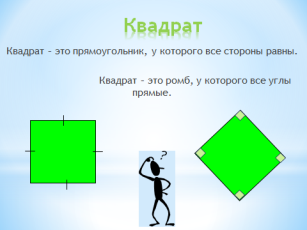 Квадрат
Квадрат – это прямоугольник, у которого все стороны равны.
Квадрат – это ромб, у которого все углы
прямые.
?